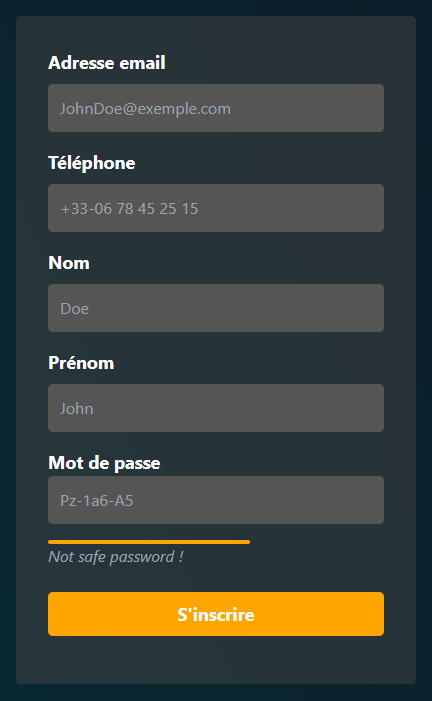 Adresse email
JohnDoe@exemple.com
Téléphone
+33-06 78 45 25 15
Nom
Doe
Prénom
John
Mot de passe
Pz-1a6-A5
Not safe password !
S'inscrire